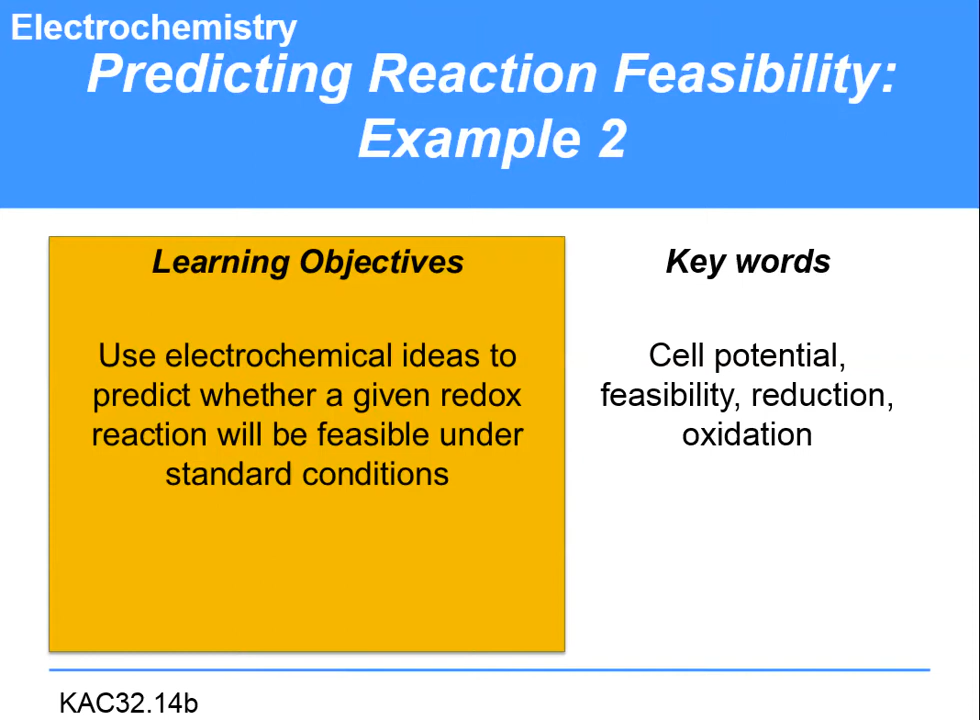 Electrochemistry
Predicting Reaction Feasibility:
Example 2
Learning Objectives
Use electrochemical ideas to
predict whether a given redox
reaction will be feasible under
standard conditions
Key words
Cell potential,
feasibility, reduction,
oxidation
KAC32.14b